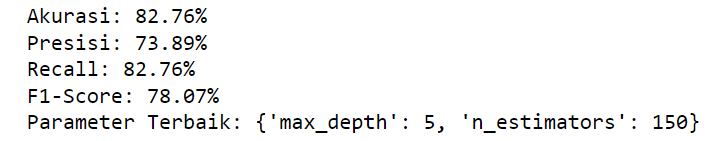 Akurasi: 82.76%
Presisi: 73.89%
Recall: 82.76%
F1-Score: 78.07%
Parameter Terbaik: {'max_depth': 5, 'n_estimators': 150}